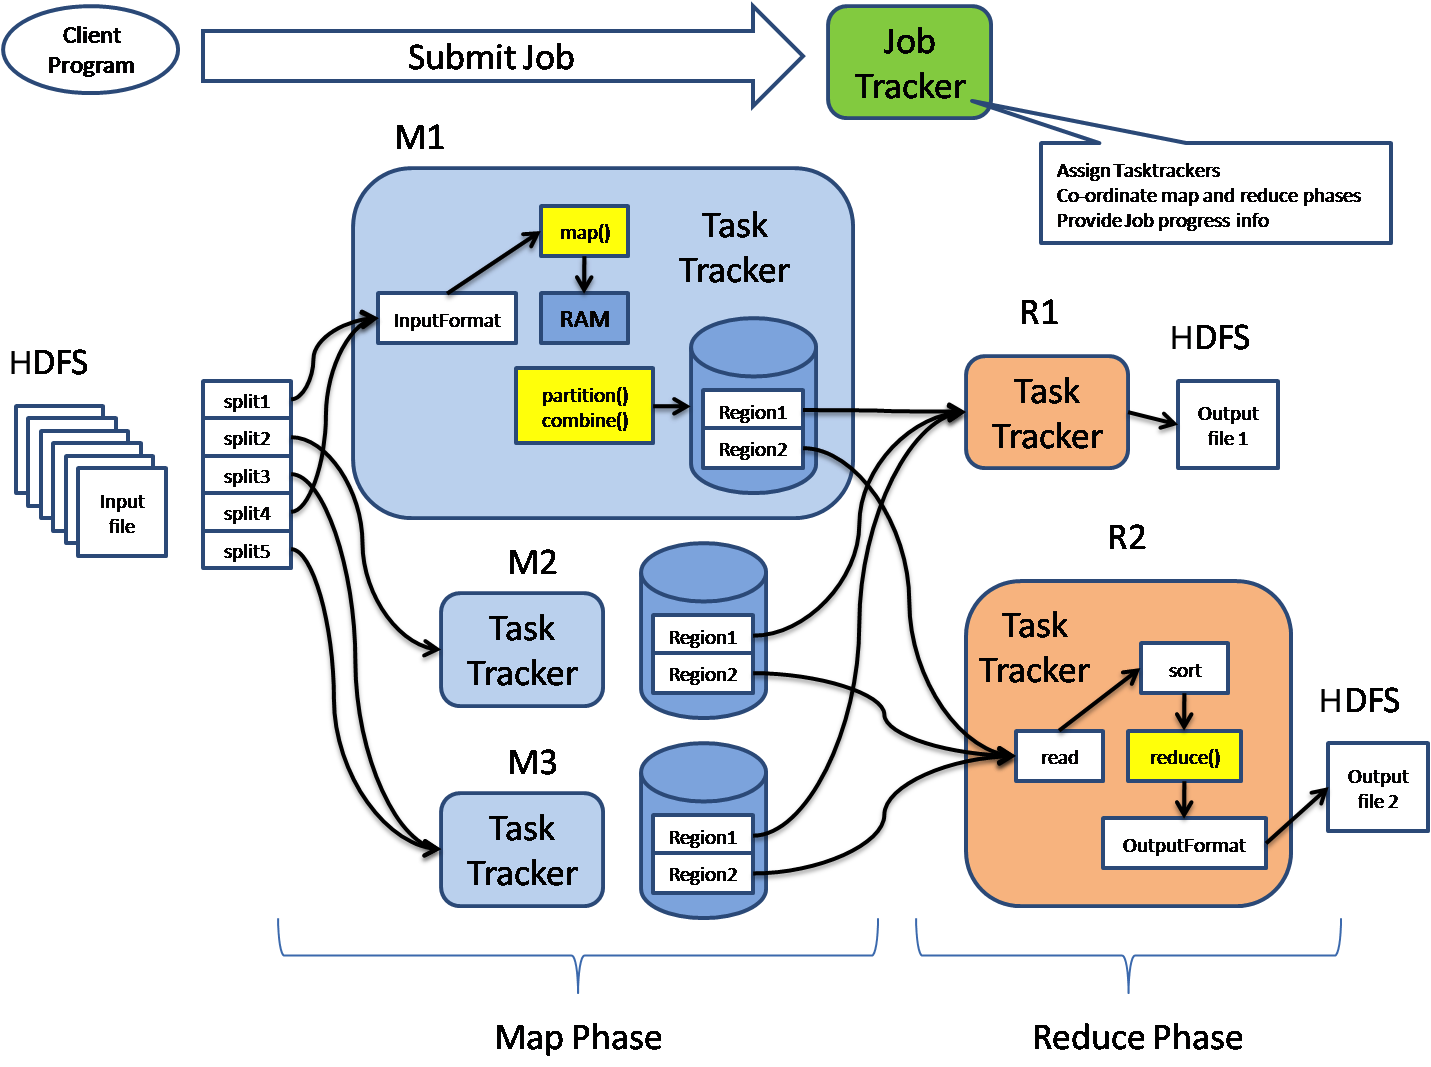 Client
Program
Submit Job
Job
Tracker
Assign Tasktrackers
Co-ordinate map and reduce phases
Provide Job progress info
M1
Task
Tracker
map()
InputFormat
RAM
partition()
combine()
Region1
Region2
HDFS
Input
file
split1
split2
split3
split4
split5
M2
Task
Tracker
Region1
Region2
M3
Task
Tracker
Region1
Region2
R1
Task
Tracker
HDFS
Output
file 1
R2
Task
Tracker
sort
read
reduce()
OutputFormat
HDFS
Output
file 2
Map Phase
Reduce Phase